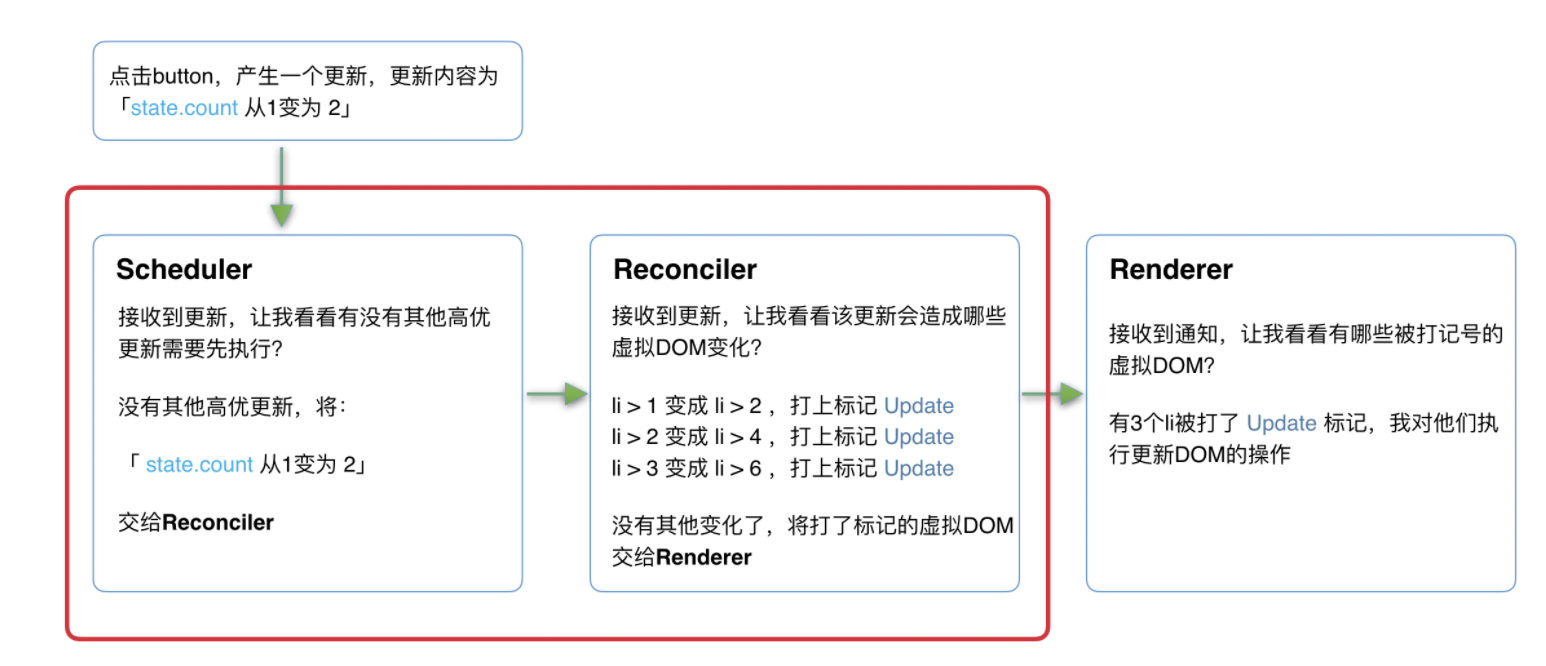 点击button，产生一个更新，更新内容为
「state.count 从1变为 2」
Scheduler
接收到更新，让我看看有没有其他高优
更新需要先执行？
没有其他高优更新，将：
「 state.count 从1变为 2」
交给Reconciler
Reconciler
接收到更新，让我看看该更新会造成哪些
虚拟DOM变化？
li > 1 变成 li > 2 ，打上标记 Update
li > 2 变成 li > 4 ，打上标记 Update
li > 3 变成 li > 6 ，打上标记 Update
没有其他变化了，将打了标记的虚拟DOM
交给Renderer
Renderer
接收到通知，让我看看有哪些被打记号的
虚拟DOM？
有3个li被打了 Update 标记，我对他们执
行更新DOM的操作